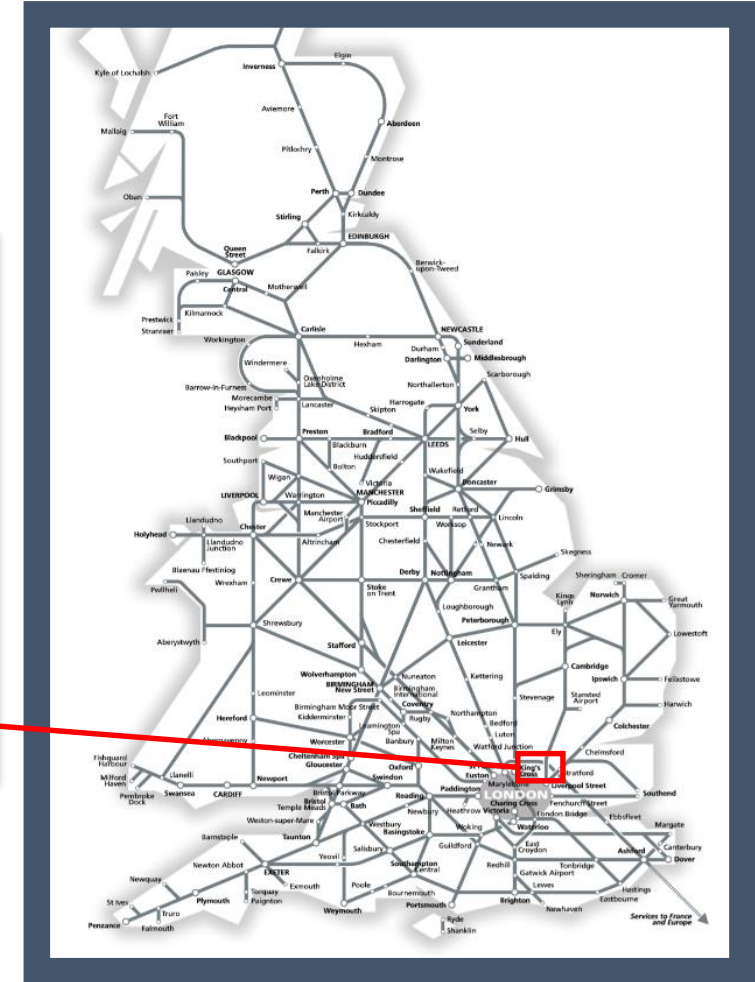 Elgin
Kyle of Lochalsh
Inverness
Aviemore
Fort
William
Mallaig
Aberdeen
Pitlochry
Montrose
Perth
Dundee
Oban
Stirling
Kirkcaldy
EDINBURGH
Queen
Street
Falkirk
Berwick-
upon-Tweed
Paisley
GLASGOW
Central
Motherwell
Kilmarnock
Prestwick
Stranraer
Carlisle
NEWCASTLE
Workington
Hexham
Durham
Sunderland
Darlington
Middlesbrough
Windermere
Scarborough
Oxenholme
Lake District
Barrow-in-Furness
Northallerton
Morecambe
Heysham Port
Lancaster
Harrogate
Skipton
York
Blackpool
Preston
Bradford
Selby
Hull
Blackburn
LEEDS
Huddersfield
Southport
Bolton
Wakefield
Wigan
Victoria
Doncaster
LIVERPOOL
Warrington
MANCHESTER
Piccadilly
Grimsby
Manchester
Airport
Sheffield
Retford
Llandudno
Chester
Stockport
Worksop
Lincoln
Holyhead
Llandudno
Junction
Altrincham
Chesterfield
Newark
Skegness
Blaenau Ffestiniog
Wrexham
Crewe
Derby
Nottingham
Spalding
Sheringham
Cromer
Pwllheli
Stoke
on Trent
Grantham
Kings
Lynn
Norwich
Great
Yarmouth
Loughborough
Peterborough
Aberystwyth
Shrewsbury
Ely
Lowestoft
Stafford
Leicester
Wolverhampton
Nuneaton
Kettering
Cambridge
BIRMINGHAM
New Street
Birmingham
International
Ipswich
Felixstowe
Leominster
Birmingham Moor Street
Coventry
Stevenage
Stansted
Airport
Harwich
Kidderminster
Rugby
Northampton
Hereford
Leamington
Spa
Bedford
Colchester
Worcester
Banbury
Milton
Keynes
Luton
Abergavenny
Watford Junction
Chelmsford
Fishguard
Harbour
Cheltenham Spa
Gloucester
Oxford
King's
Cross
Stratford
Milford
Haven
Llanelli
Newport
Swindon
Euston
Marylebone
Liverpool Street
Pembroke
Dock
Swansea
CARDIFF
Bristol Parkway
Reading
Paddington
LONDON
Southend
Bristol
Temple Meads
Bath
Newbury
Heathrow
Victoria
Charing Cross
Fenchurch Street
Weston-super-Mare
Westbury
London Bridge
Ebbsfleet
Barnstaple
Taunton
Basingstoke
Woking
Waterloo
Margate
Yeovil
Salisbury
Guildford
East
Croydon
Canterbury
Newton Abbot
EXETER
Southampton
Central
Redhill
Tonbridge
Ashford
Dover
Newquay
Exmouth
Poole
Gatwick Airport
St Ives
Plymouth
Torquay
Paignton
Bournemouth
Lewes
Hastings
Truro
Weymouth
Portsmouth
Brighton
Eastbourne
Penzance
Falmouth
Ryde
Newhaven
Shanklin
Services to France
and Europe